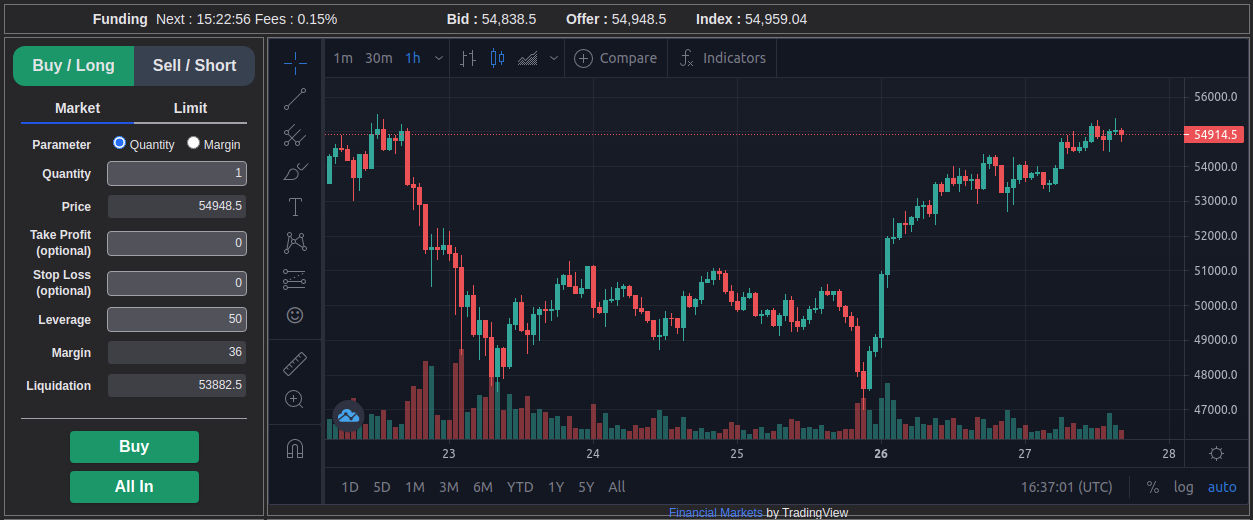 Funding Next : 15:22:56 Fees : 0.15% Bid : 54,838.5 Offer : 54,948.5 Index : 54,959.04
Buy / Long Sell / Short
Market Limit
Parameter Quantity Margin
Quantity 1
Price 54948.5
Take Profit
(optional) 0
Stop Loss
(optional) 0
Leverage 50
Margin 36
Liquidation 53882.5
Buy
All In
1m 30m 1h Compare Indicators
56000.0
54914.5
54000.0
53000.0
52000.0
51000.0
50000.0
49000.0
48000.0
47000.0
23 24 25 26 27 28
1D 5D 1M 3M 6M YTD 1Y 5Y All 16:37:01 (UTC) % log auto
Financial Markets by TradingView